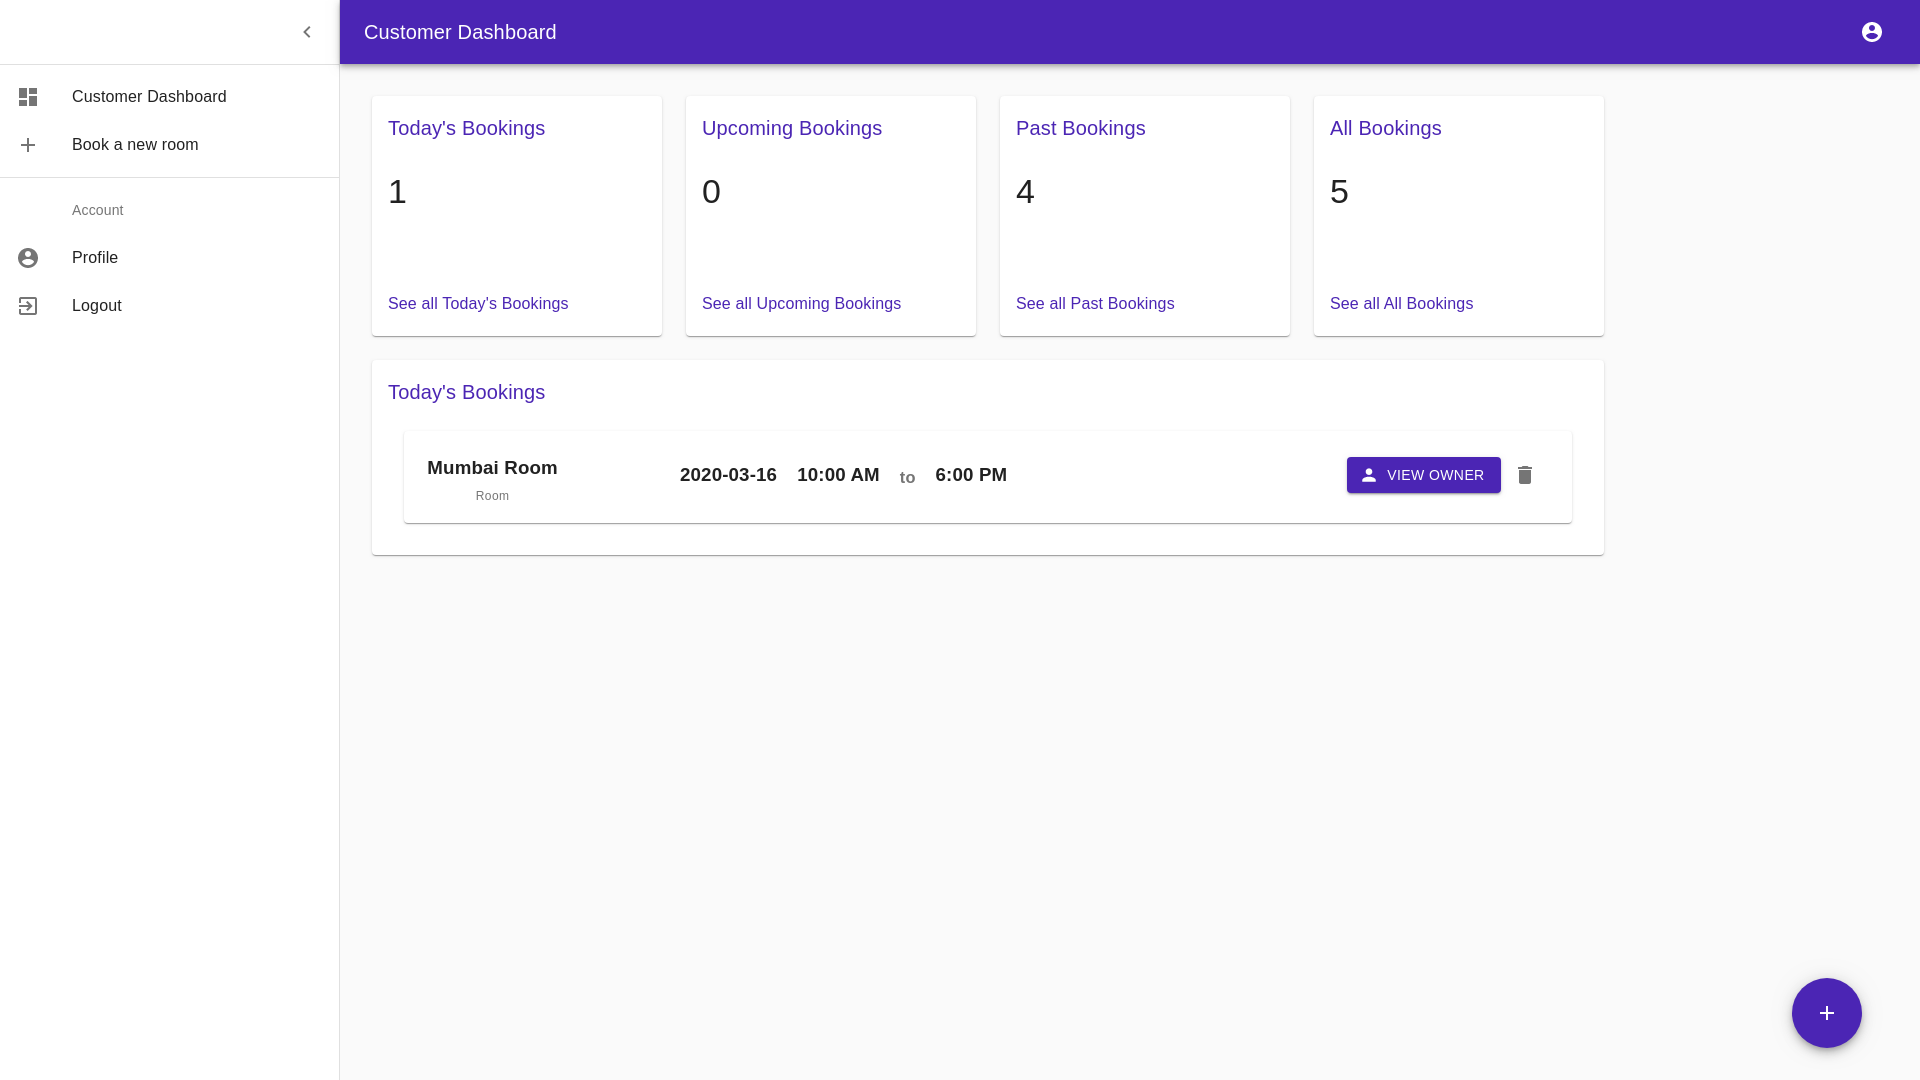 Customer Dashboard
Customer Dashboard
Book a new room
Account
Profile
Logout
Today's Bookings
1
See all Today's Bookings
Upcoming Bookings
0
See all Upcoming Bookings
Past Bookings
4
See all Past Bookings
All Bookings
5
See all All Bookings
Today's Bookings
Mumbai Room
Room
2020-03-16 10:00 AM to 6:00 PM
VIEW OWNER